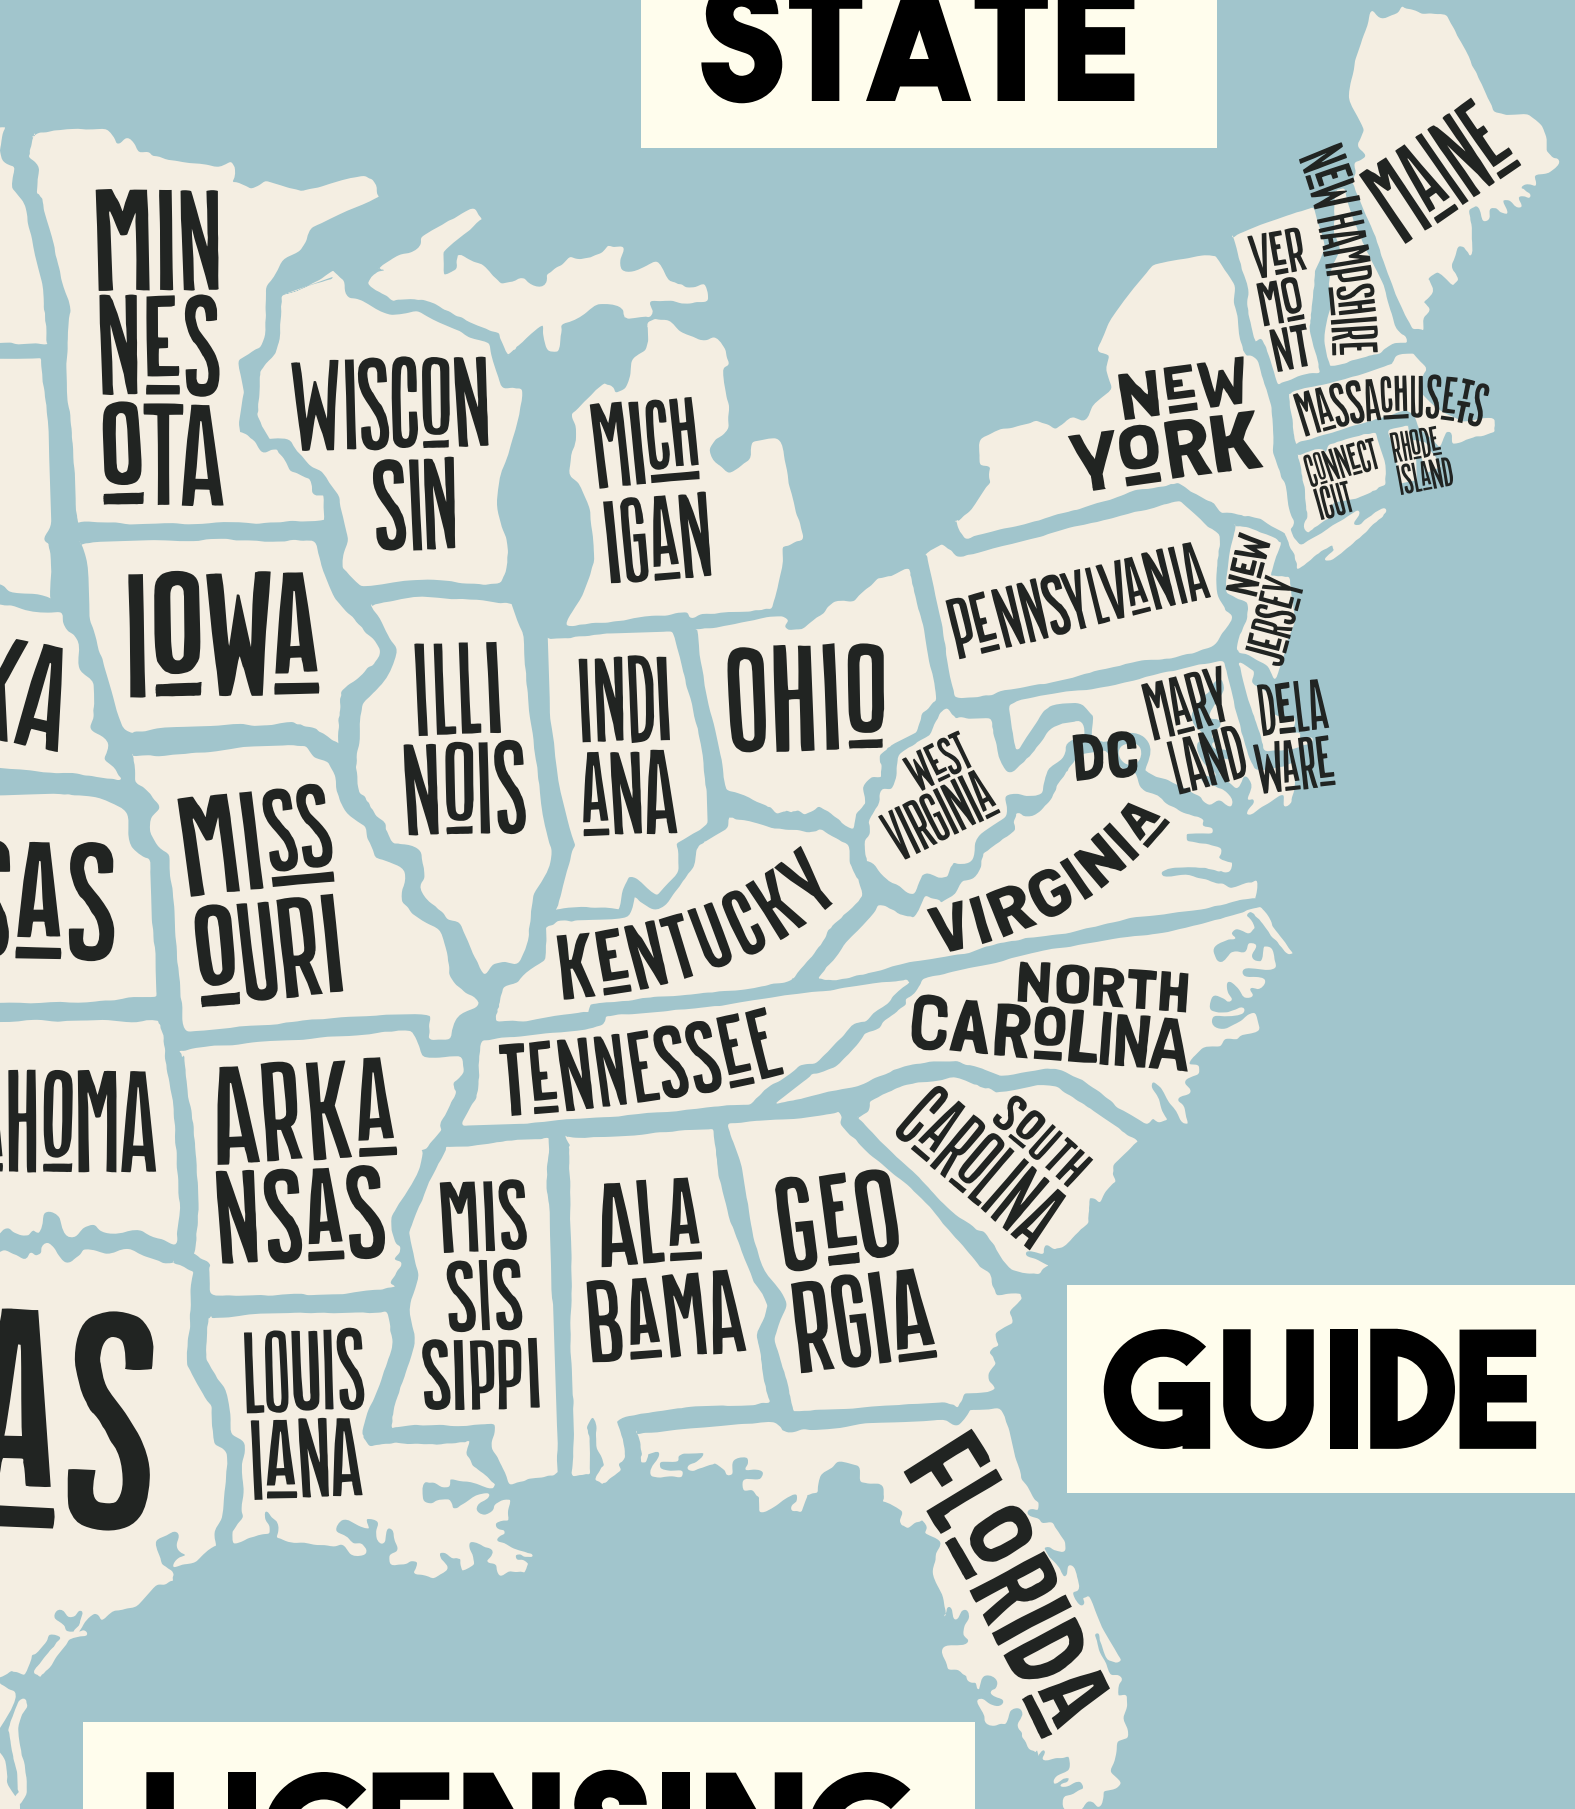 STATE
MAINE
NEW HAMPSHIRE
VER
MO
NT
MIN
NES
OTA
WISCON
SIN
MICH
IGAN
NEW
YORK
MASSACHUSETS
CONNECT
ICUT
RHODE
ISLAND
IOWA
PENNSYLVANIA
NEW
JERSEY
KA
ILLI
NOIS
INDI
ANA
OHIO
MARY
LAND
DELA
WARE
DC
WEST
VIRGINIA
MISS
OURI
SAS
KENTUCKY
VIRGINIA
NORTH
CAROLINA
TENNESSEE
AHOMA
ARKA
NSAS
SOUTH
CAROLINA
MIS
SIS
SIPPI
ALA
BAMA
GEO
RGIA
AS
LOUIS
IANA
GUIDE
FLORIDA
LICENSING